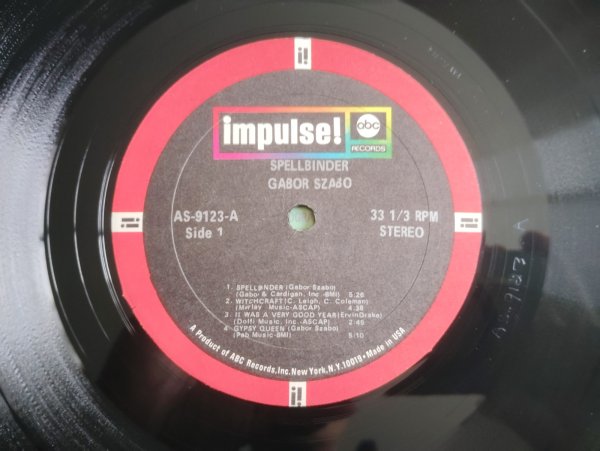 impulse!
abc
RECORDS
SPELLBINDER
GABOR SZABO
AS-9123-A
Side 1
33 1/3 RPM
STEREO
1. SPELLBINDER (Gabor Szabo)
(Gabor & Cardigan, Inc.-BMI) 5:26
2. WITCHCRAFT (C. Leigh, C. Coleman)
(Morley Music-ASCAP) 4:38
3. IT WAS A VERY GOOD YEAR (Ervin Drake)
(Dolfi Music, Inc.-ASCAP) 2:45
4. GYPSY QUEEN (Gabor Szabo)
(Pab Music-BMI) 5:10
A Product of ABC Records, Inc. New York, N.Y. 10019 • Made in USA